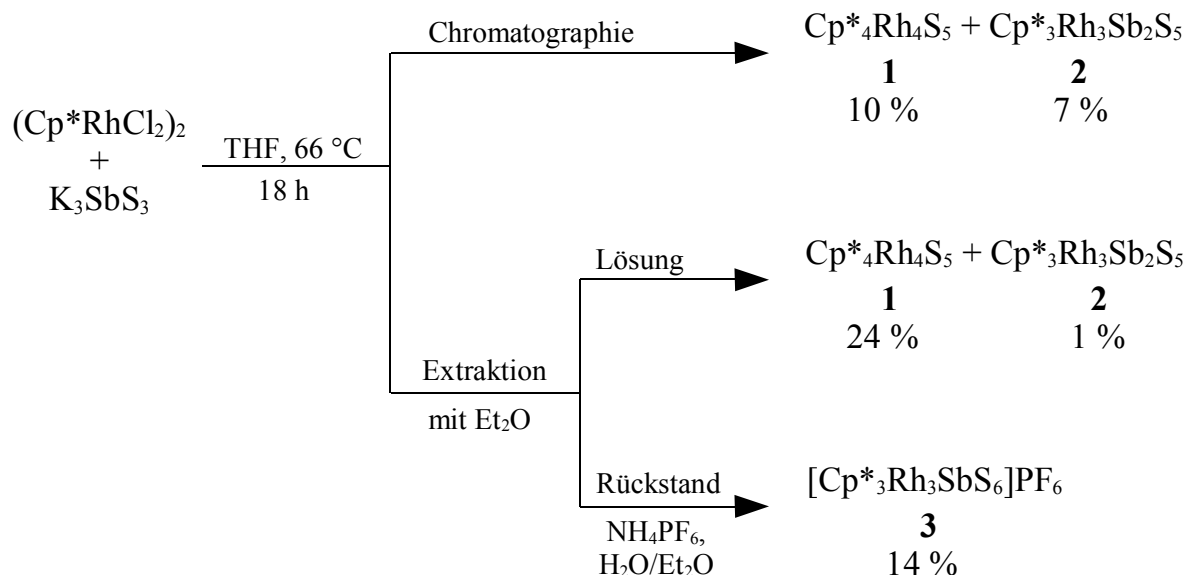 Chromatographie
Cp*₄Rh₄S₅ + Cp*₃Rh₃Sb₂S₅
1 2
10 % 7 %
(Cp*RhCl₂)₂
+
K₃SbS₃
THF, 66 °C
18 h
Lösung
Cp*₄Rh₄S₅ + Cp*₃Rh₃Sb₂S₅
1 2
24 % 1 %
Extraktion
mit Et₂O
Rückstand
NH₄PF₆,
H₂O/Et₂O
[Cp*₃Rh₃SbS₆]PF₆
3
14 %